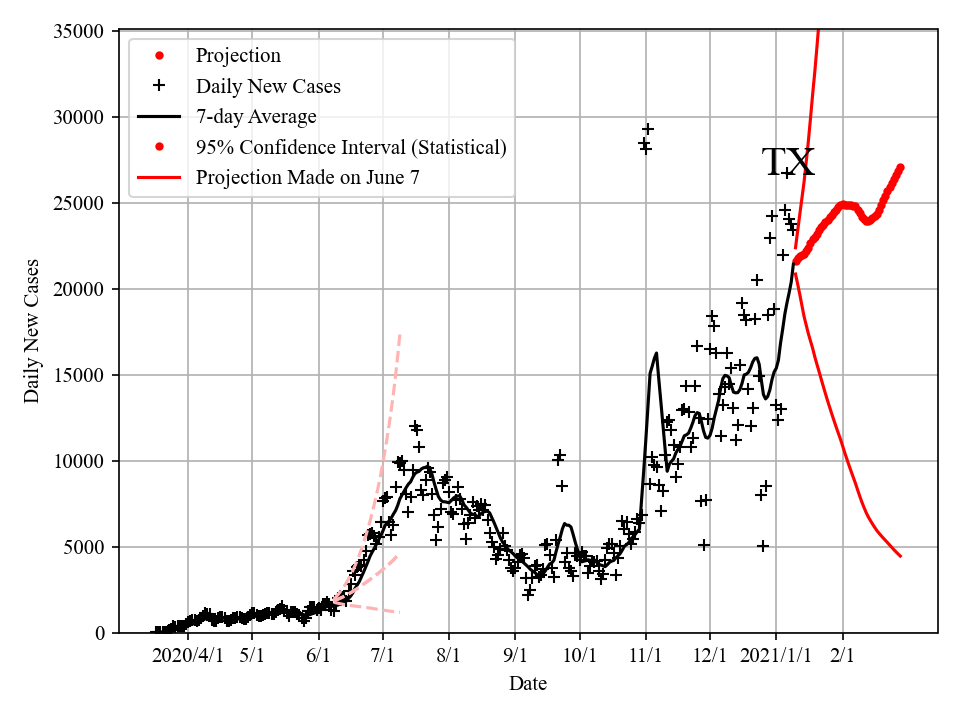 35000
30000
25000
20000
15000
10000
5000
0
Daily New Cases
Projection
Daily New Cases
7-day Average
95% Confidence Interval (Statistical)
Projection Made on June 7
TX
2020/4/1 5/1 6/1 7/1 8/1 9/1 10/1 11/1 12/1 2021/1/1 2/1
Date